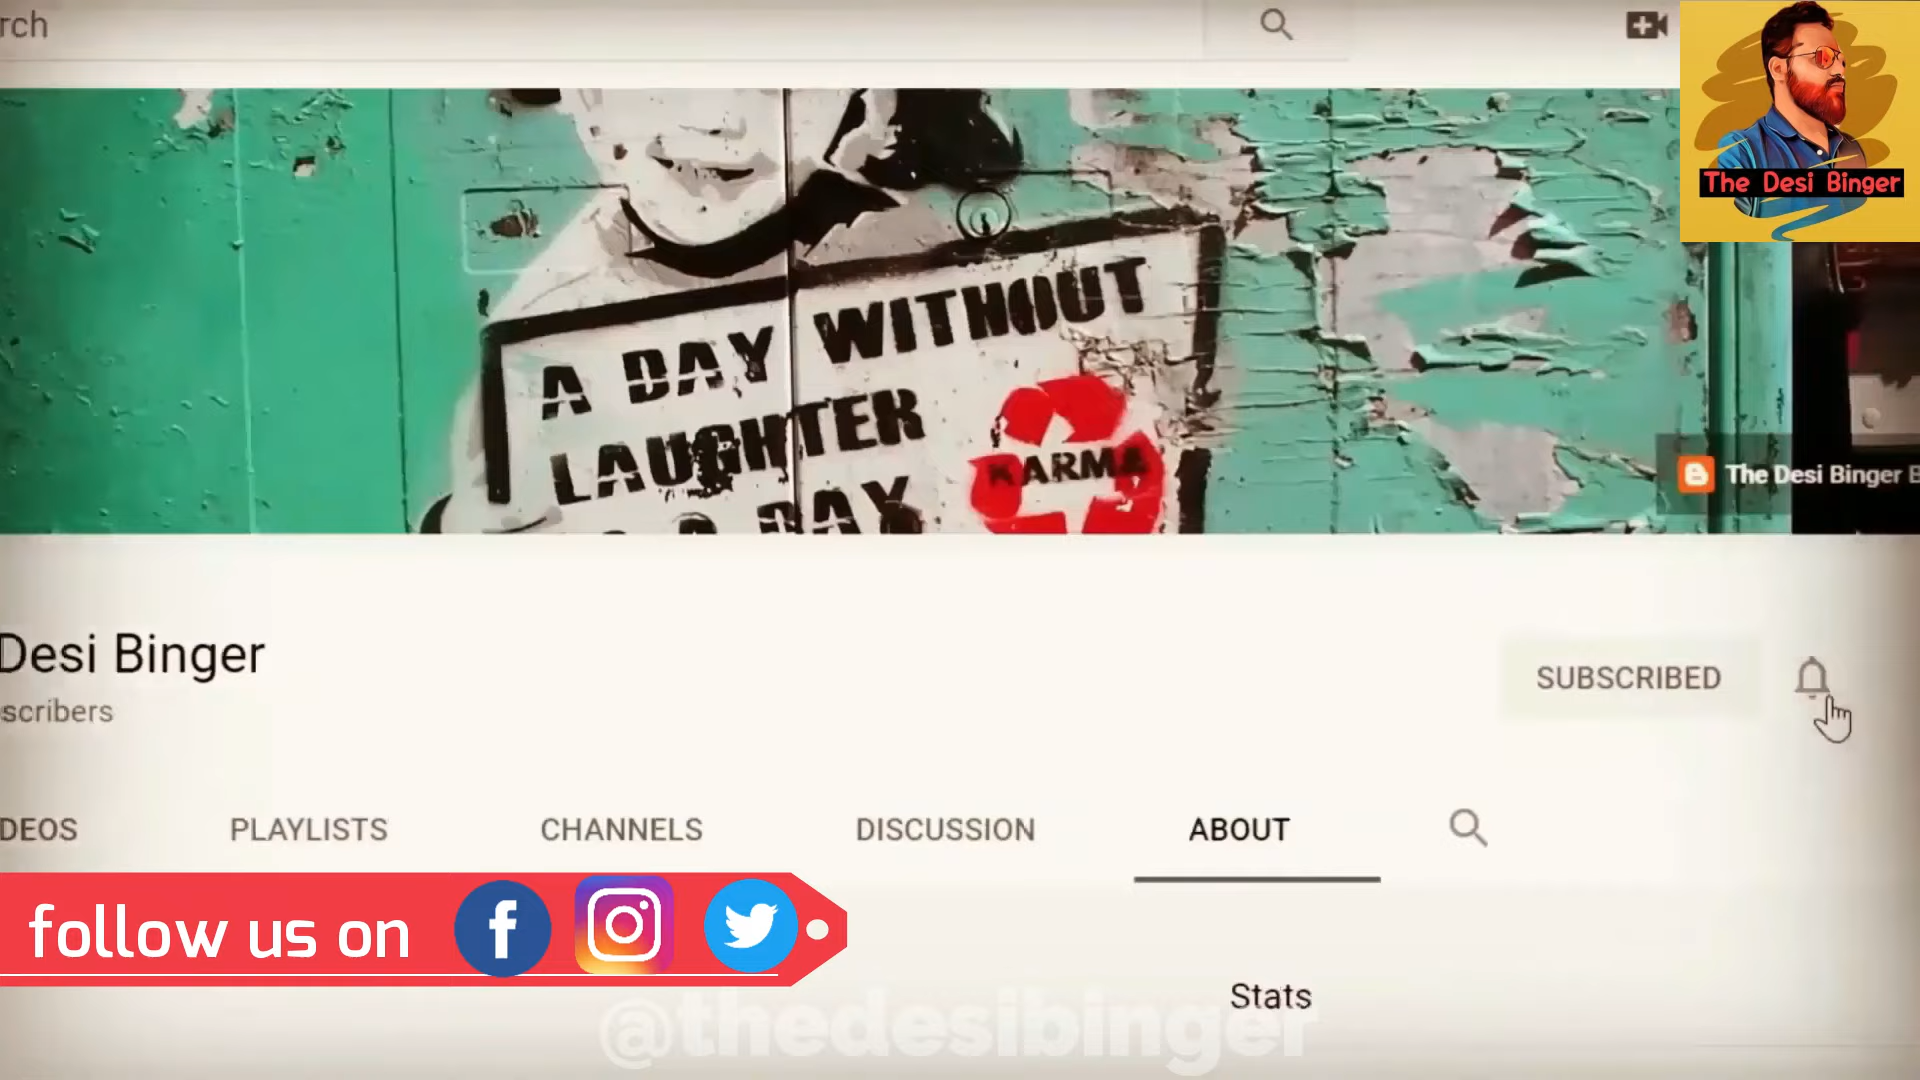 rch
The Desi Binger
A DAY WITHOUT
LAUGHTER
KARMA
DAY
The Desi Binger B
Desi Binger
scribers
SUBSCRIBED
DEOS
PLAYLISTS
CHANNELS
DISCUSSION
ABOUT
follow us on
Stats
@thedesibinger